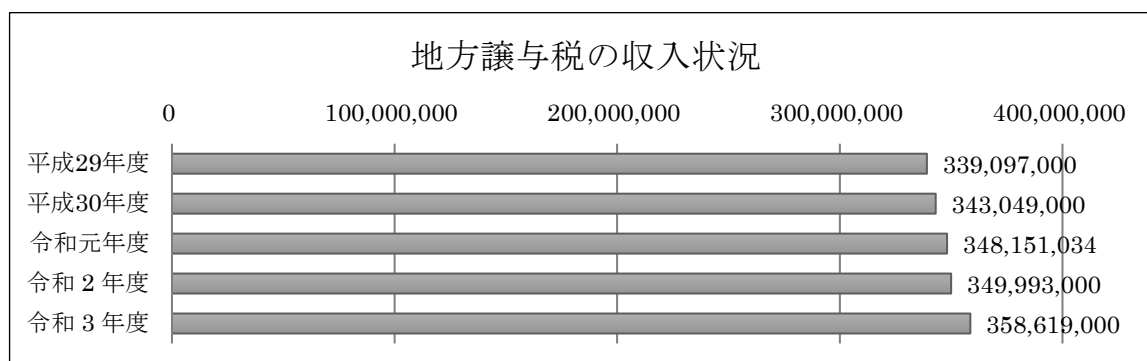 地方譲与税の収入状況
0 100,000,000 200,000,000 300,000,000 400,000,000
平成29年度 339,097,000
平成30年度 343,049,000
令和元年度 348,151,034
令和２年度 349,993,000
令和３年度 358,619,000